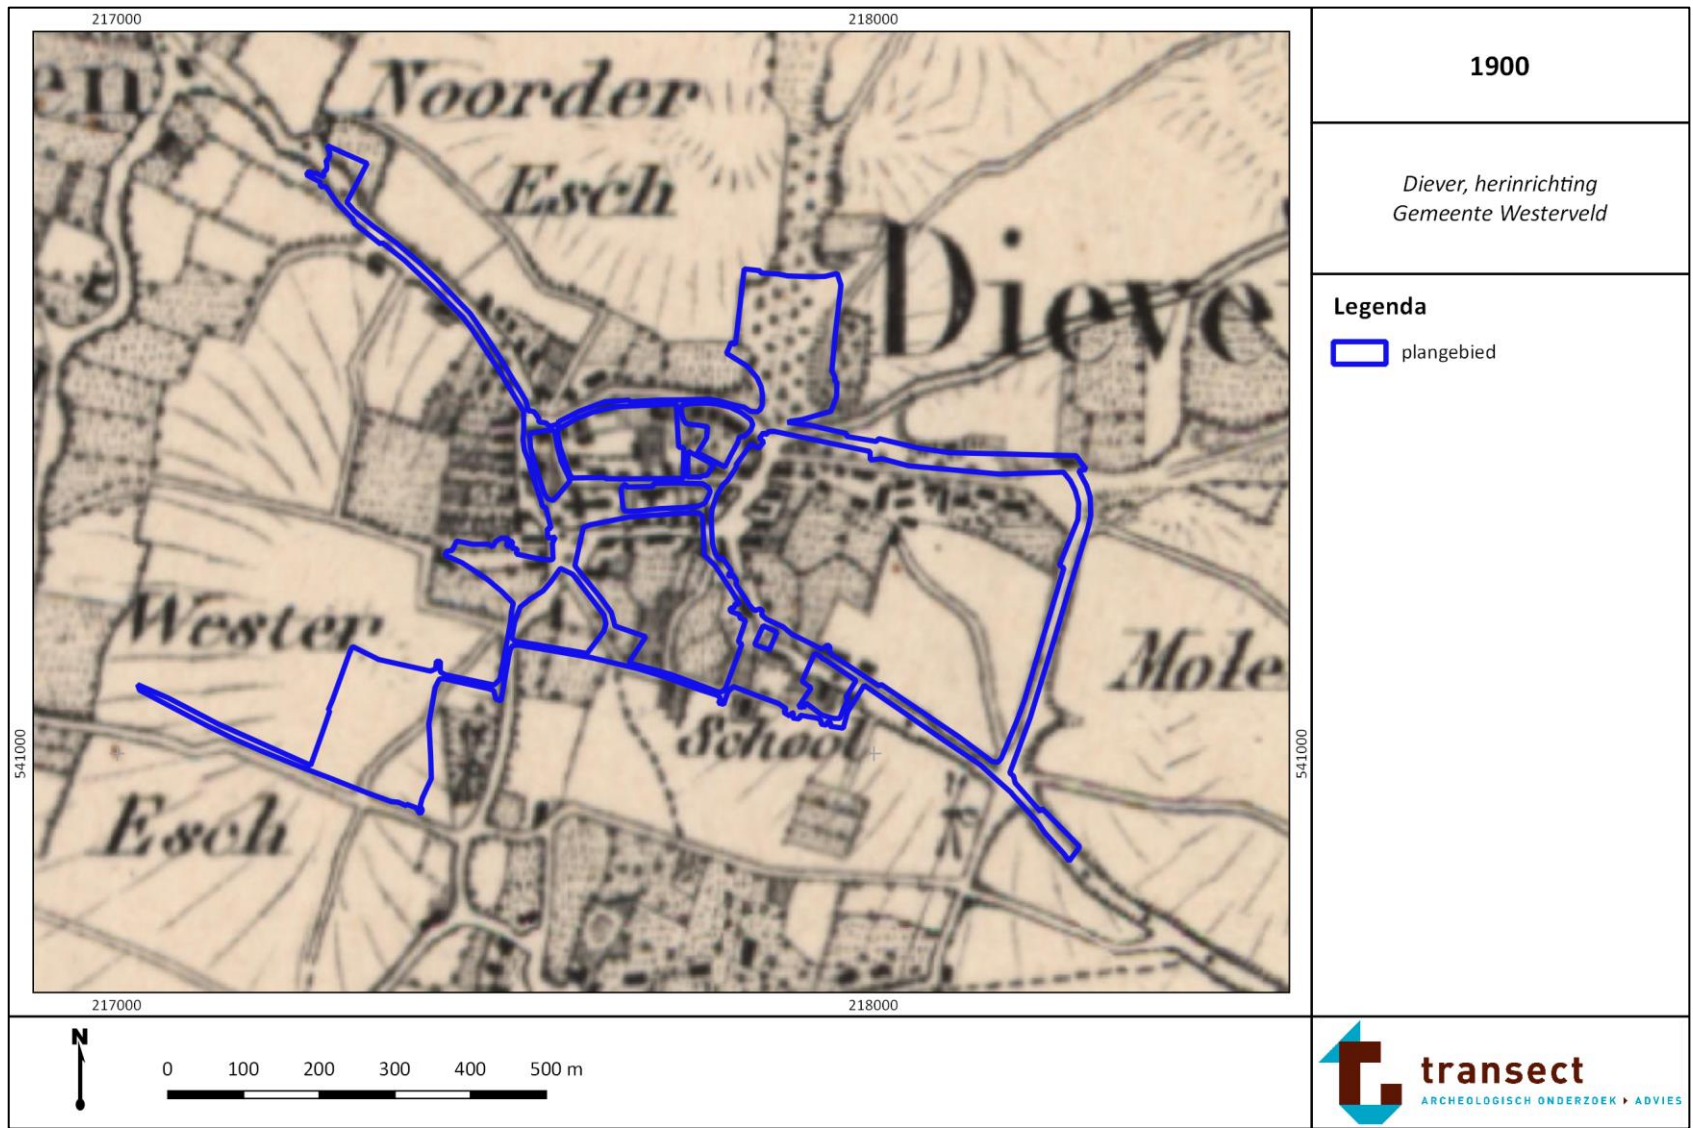 217000
218000
en
Noorder
Esch
Dieve
Wester
Mole
School
Esch
541000
541000
217000
218000
N
0 100 200 300 400 500 m
1900
Diever, herinrichting
Gemeente Westerveld
Legenda
plangebied
transect
ARCHEOLOGISCH ONDERZOEK ▸ ADVIES